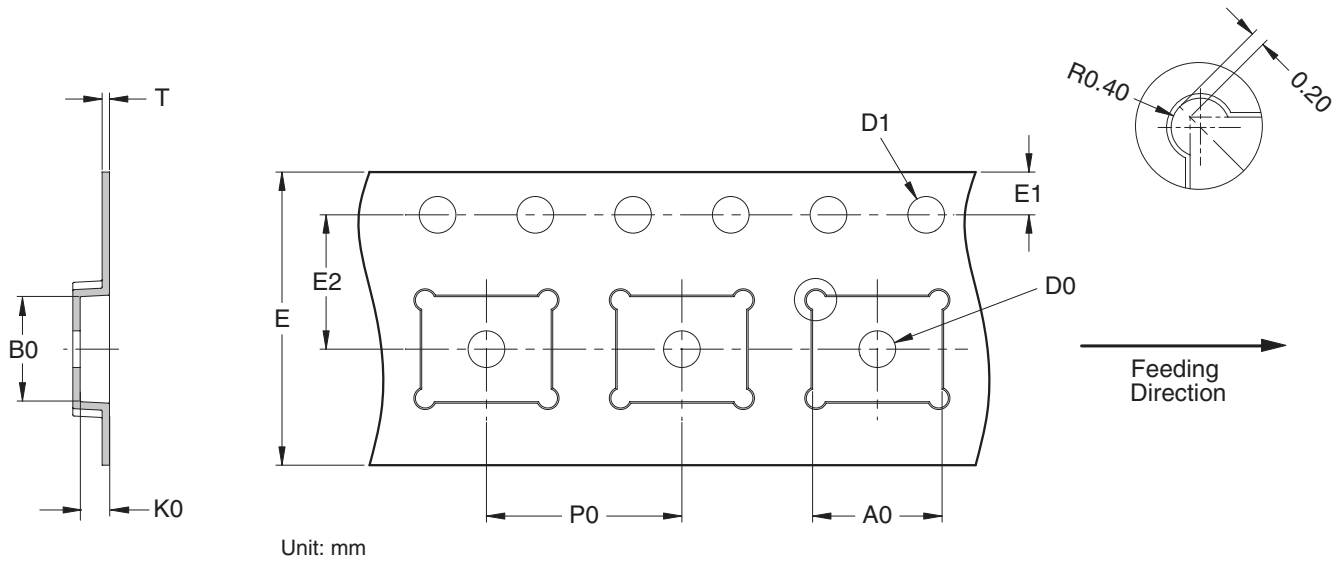 T
R0.40
0.20
D1
E1
E2
D0
E
B0
Feeding
Direction
K0
P0
A0
Unit: mm